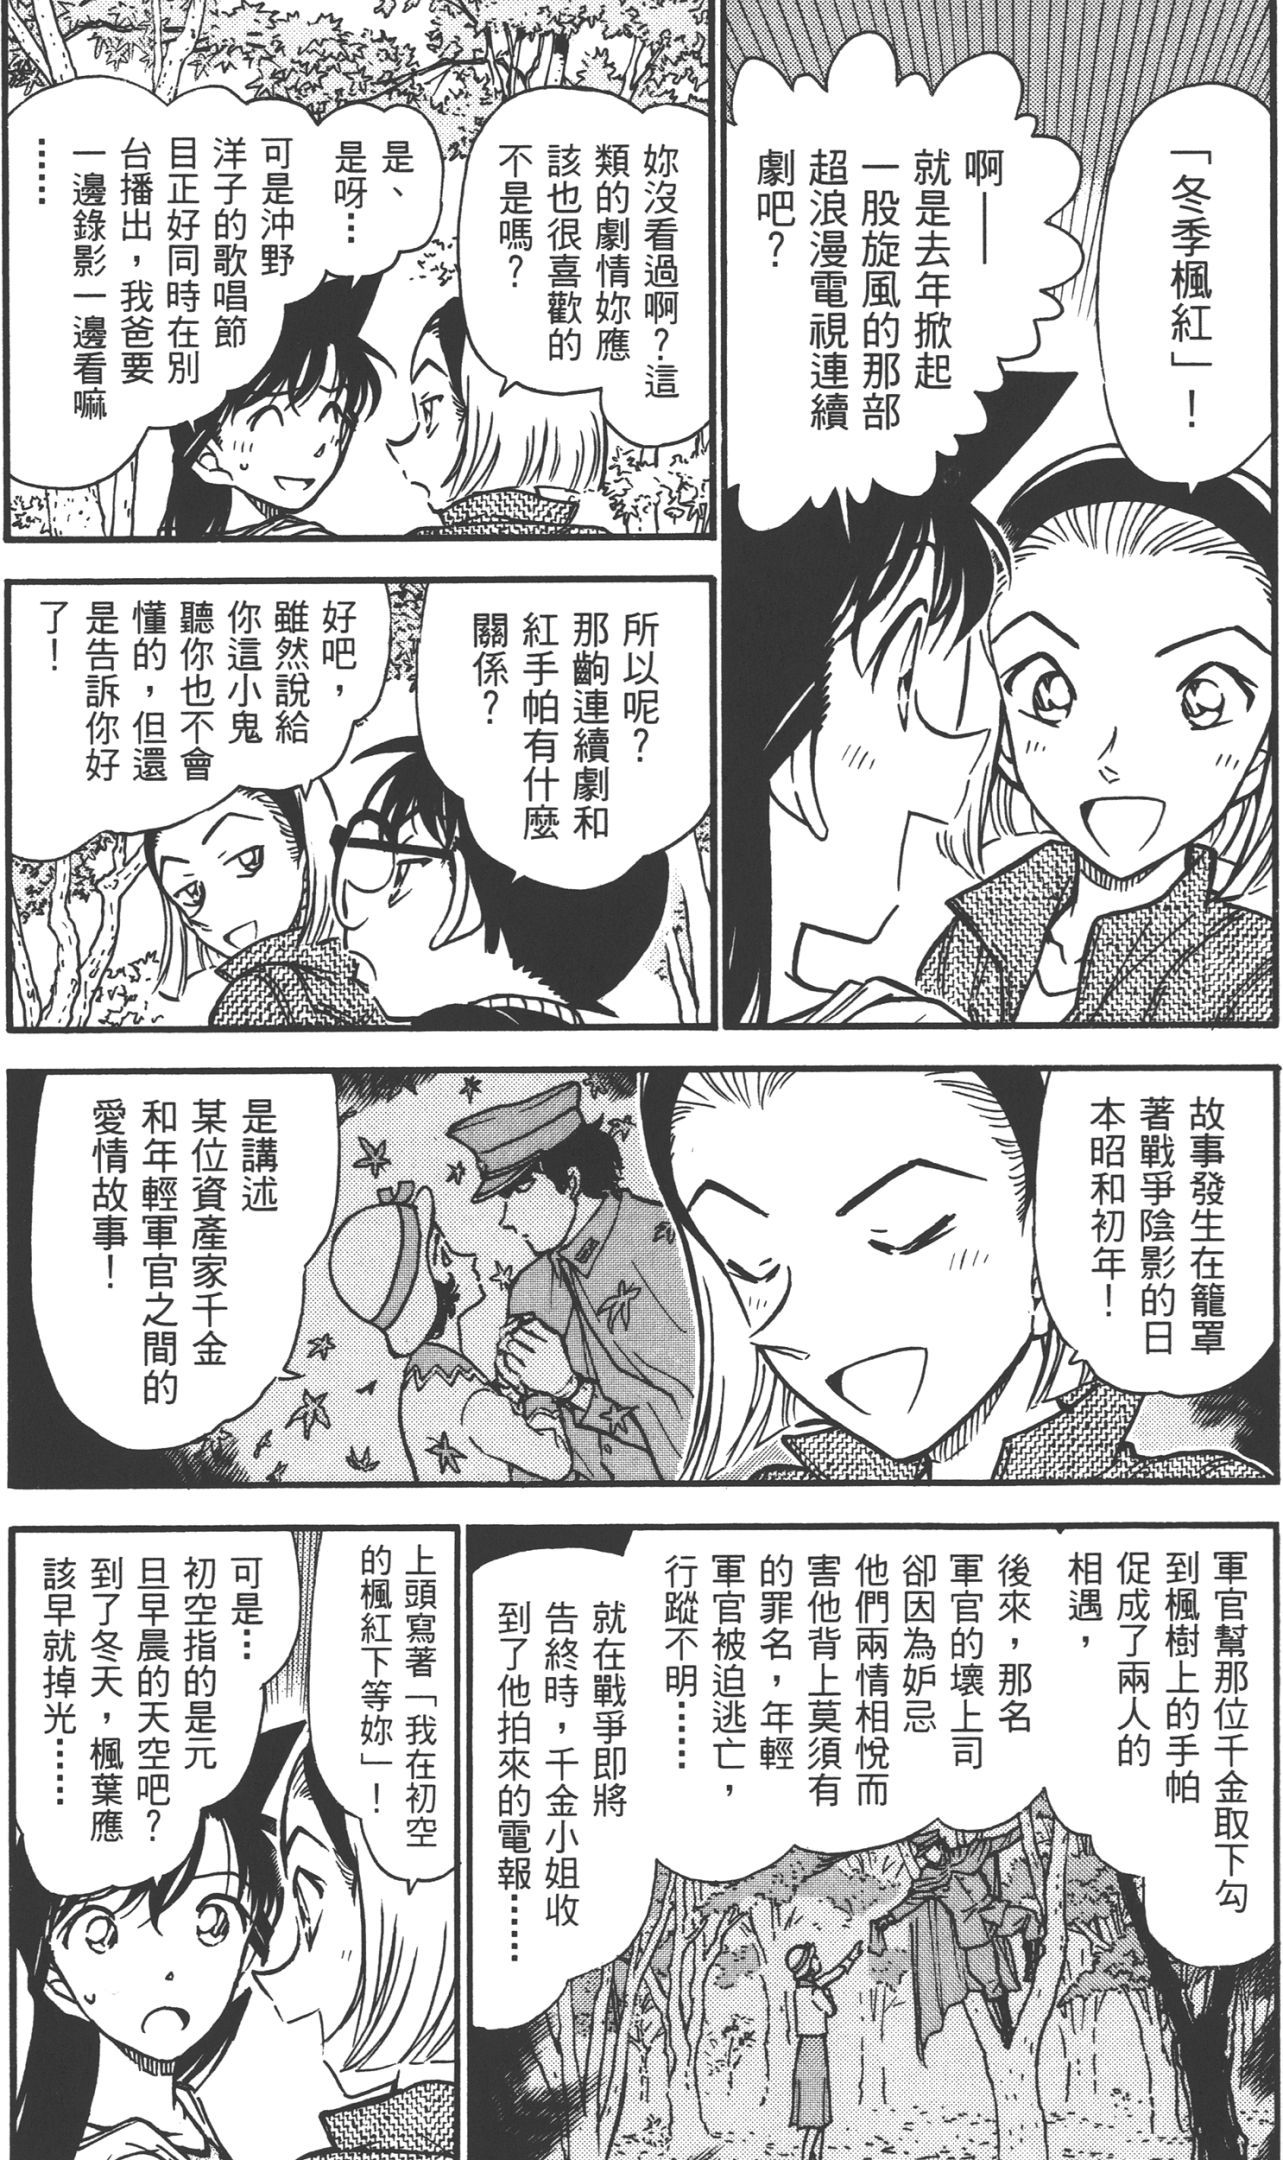 「冬季楓紅」！
啊——
就是去年掀起
一股旋風的那部
超浪漫電視連續
劇吧？
妳沒看過啊？這
類的劇情妳應
該也很喜歡的
不是嗎？
是、
是呀…
可是沖野
洋子的歌唱節
目正好同時在別
台播出，我爸要
一邊錄影一邊看嘛
……
所以呢？
那齣連續劇和
紅手帕有什麼
關係？
好吧，
雖然說給
你這小鬼
聽你也不會
懂的，但還
是告訴你好
了！
故事發生在籠罩
著戰爭陰影的日
本昭和初年！
是講述
某位資產家千金
和年輕軍官之間的
愛情故事！
軍官幫那位千金取下勾
到楓樹上的手帕
促成了兩人的
相遇，
後來，那名
軍官的壞上司
卻因為妒忌
他們兩情相悅而
害他背上莫須有
的罪名，年輕
軍官被迫逃亡，
行蹤不明……
就在戰爭即將
告終時，千金小姐收
到了他拍來的電報……
上頭寫著「我在初空
的楓紅下等妳」！
可是…
初空指的是元
旦早晨的天空吧？
到了冬天，楓葉應
該早就掉光……